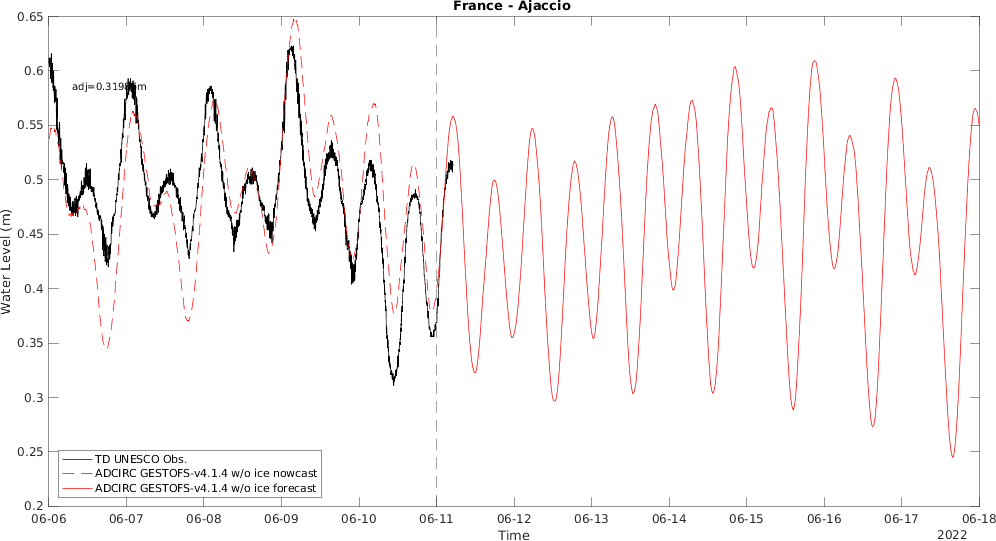 France - Ajaccio
0.65
0.6
0.55
0.5
0.45
0.4
0.35
0.3
0.25
0.2
Water Level (m)
TD UNESCO Obs.
ADCIRC GESTOFS-v4.1.4 w/o ice nowcast
ADCIRC GESTOFS-v4.1.4 w/o ice forecast
06-06 06-07 06-08 06-09 06-10 06-11 06-12 06-13 06-14 06-15 06-16 06-17 06-18
Time
2022